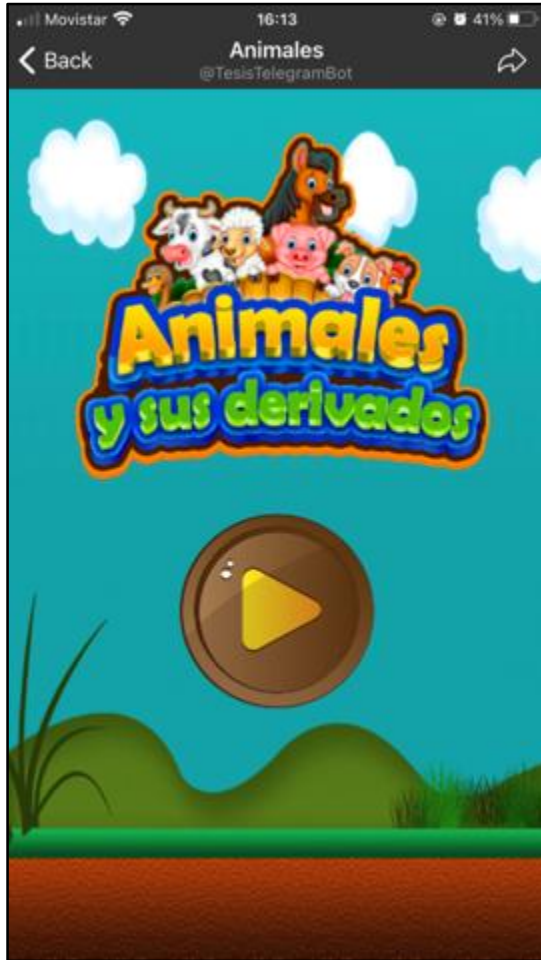 Movistar 16:13 41%
Back Animales
@TesisTelegramBot
Animales
y sus derivados